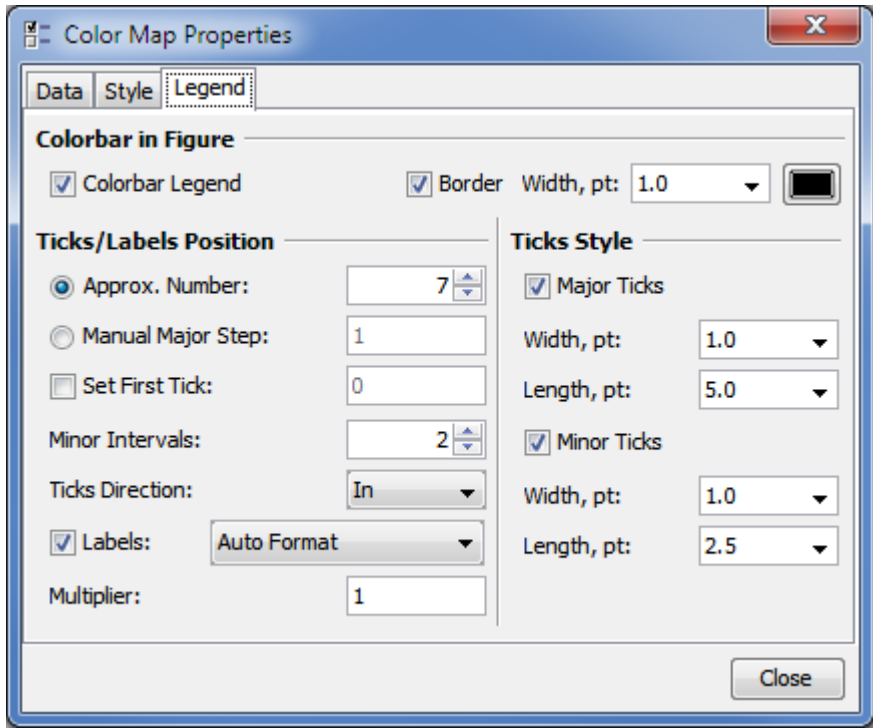 Color Map Properties
Data Style Legend
Colorbar in Figure
Colorbar Legend Border Width, pt: 1.0
Ticks/Labels Position Ticks Style
Approx. Number: 7 Major Ticks
Manual Major Step: 1 Width, pt: 1.0
Set First Tick: 0 Length, pt: 5.0
Minor Intervals: 2 Minor Ticks
Ticks Direction: In Width, pt: 1.0
Labels: Auto Format Length, pt: 2.5
Multiplier: 1
Close